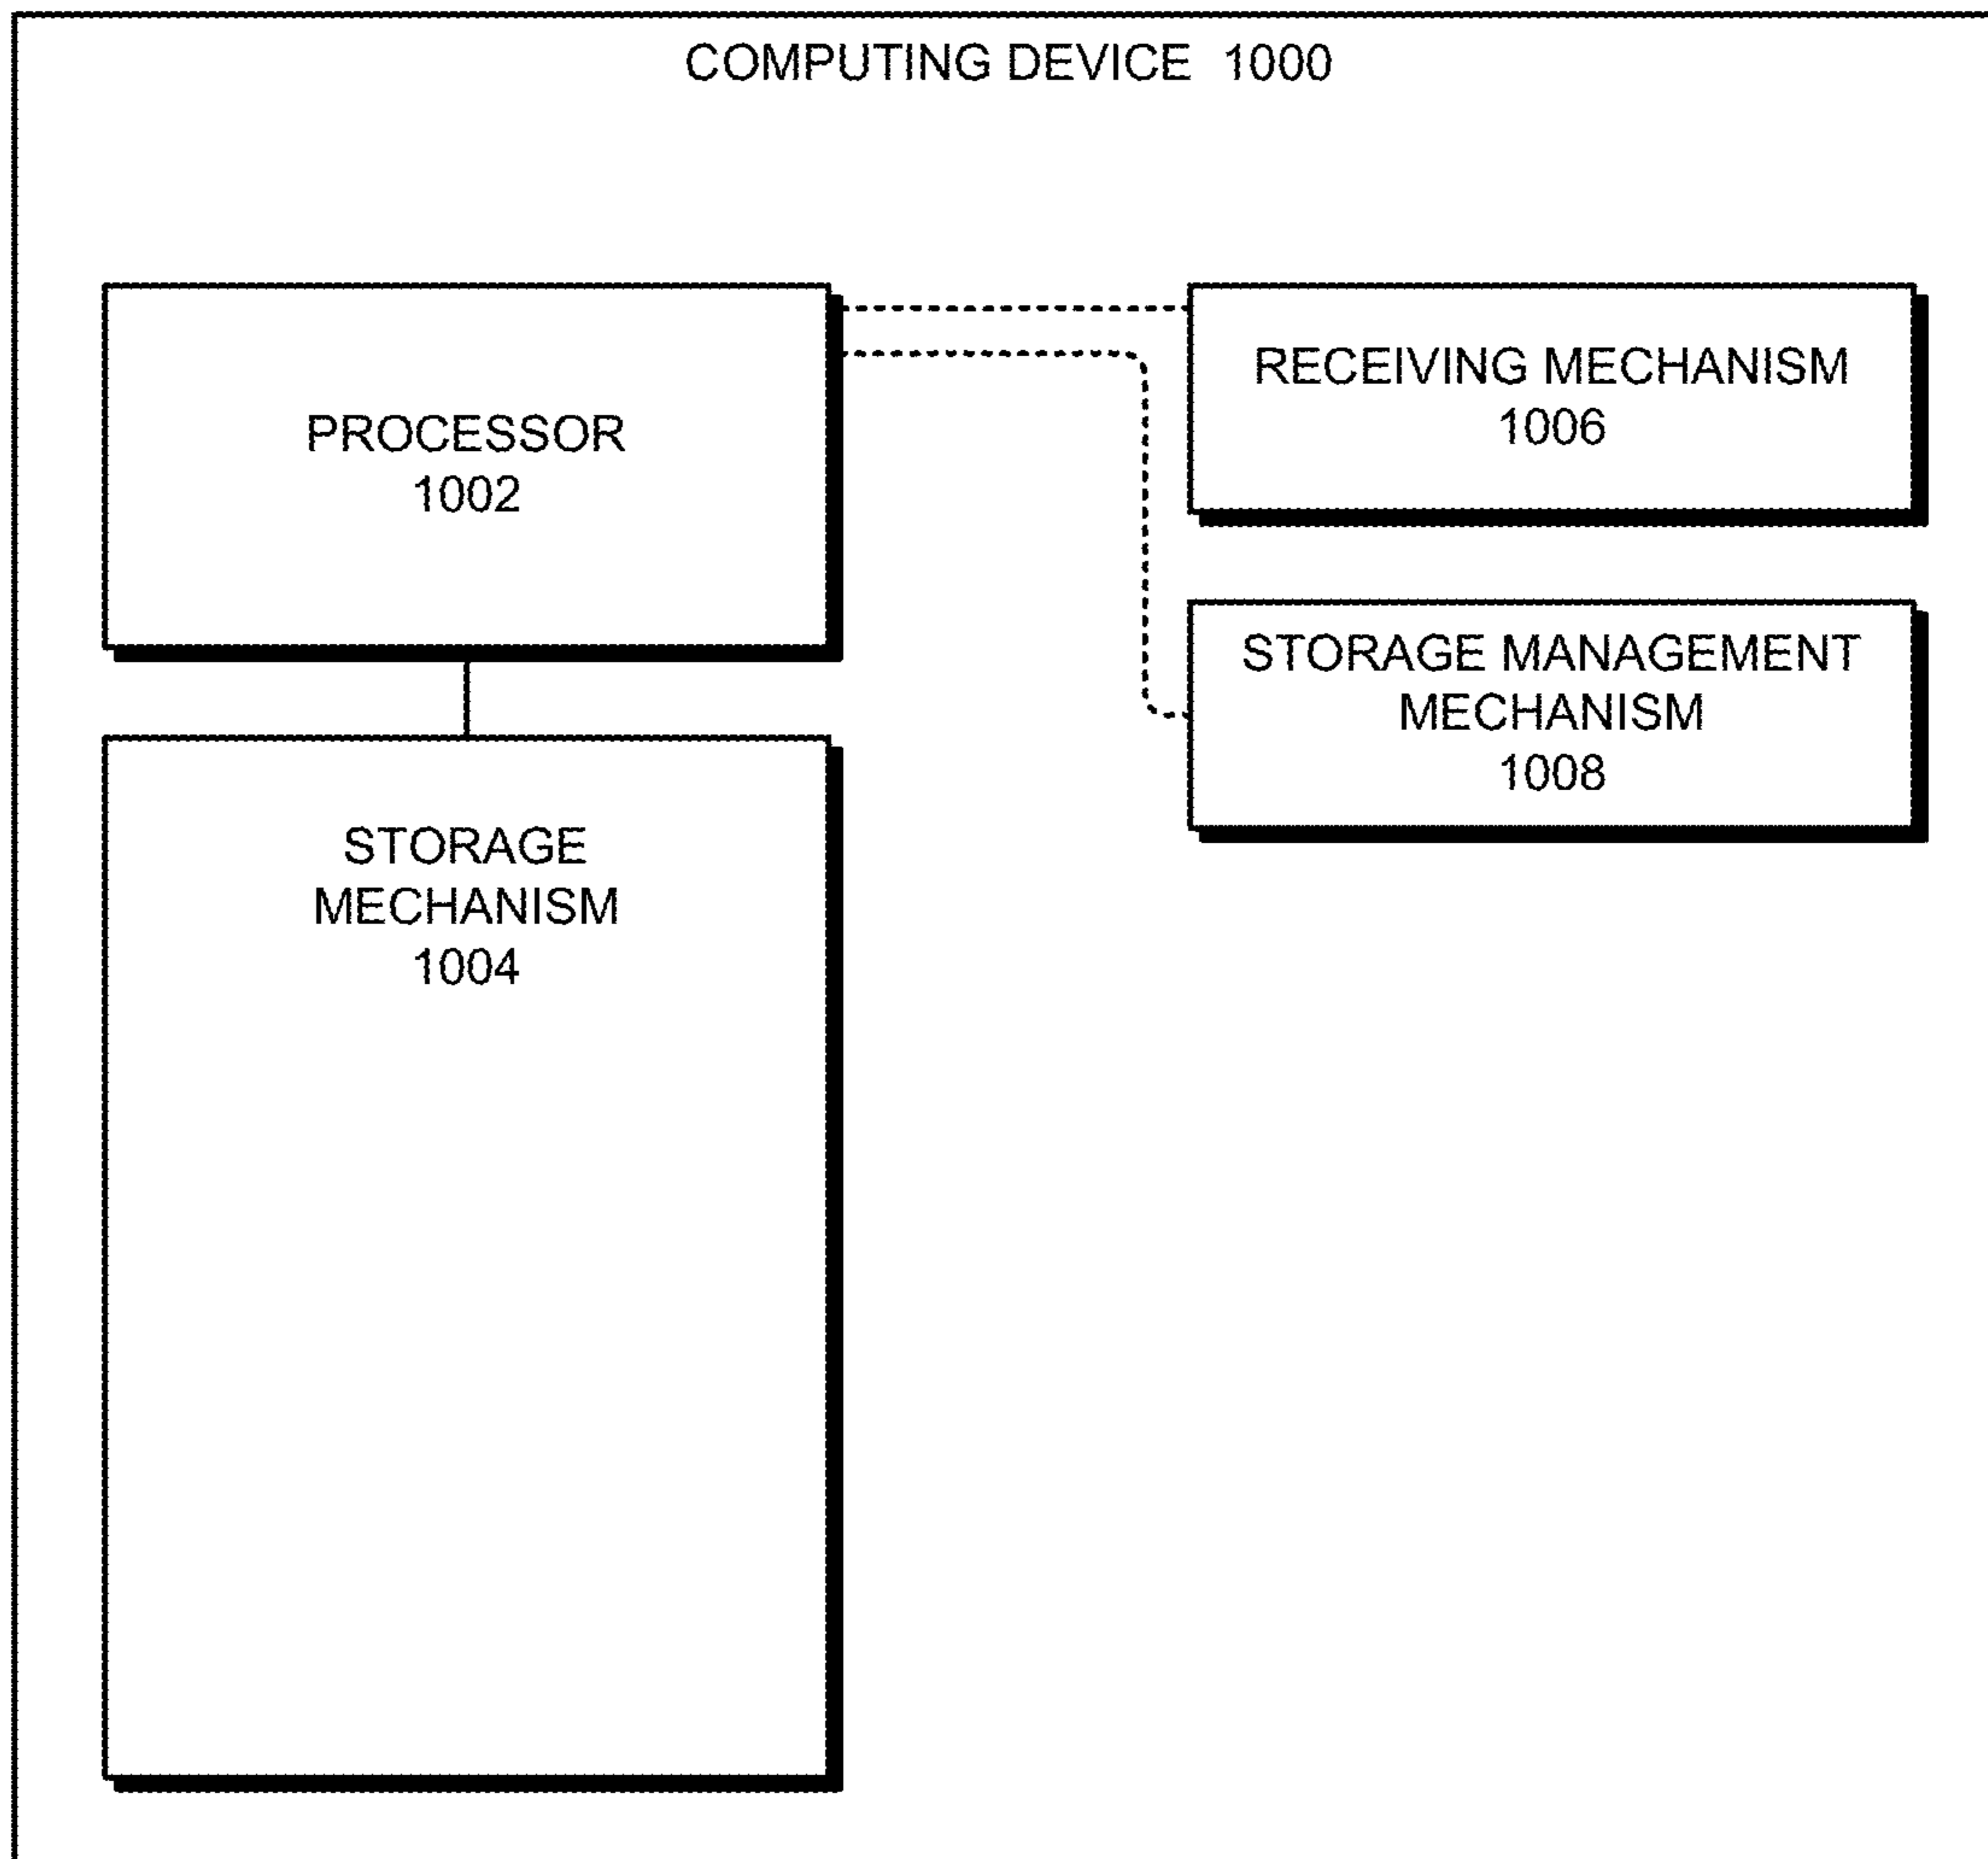 COMPUTING DEVICE 1000
PROCESSOR
1002
RECEIVING MECHANISM
1006
STORAGE MANAGEMENT
MECHANISM
1008
STORAGE
MECHANISM
1004